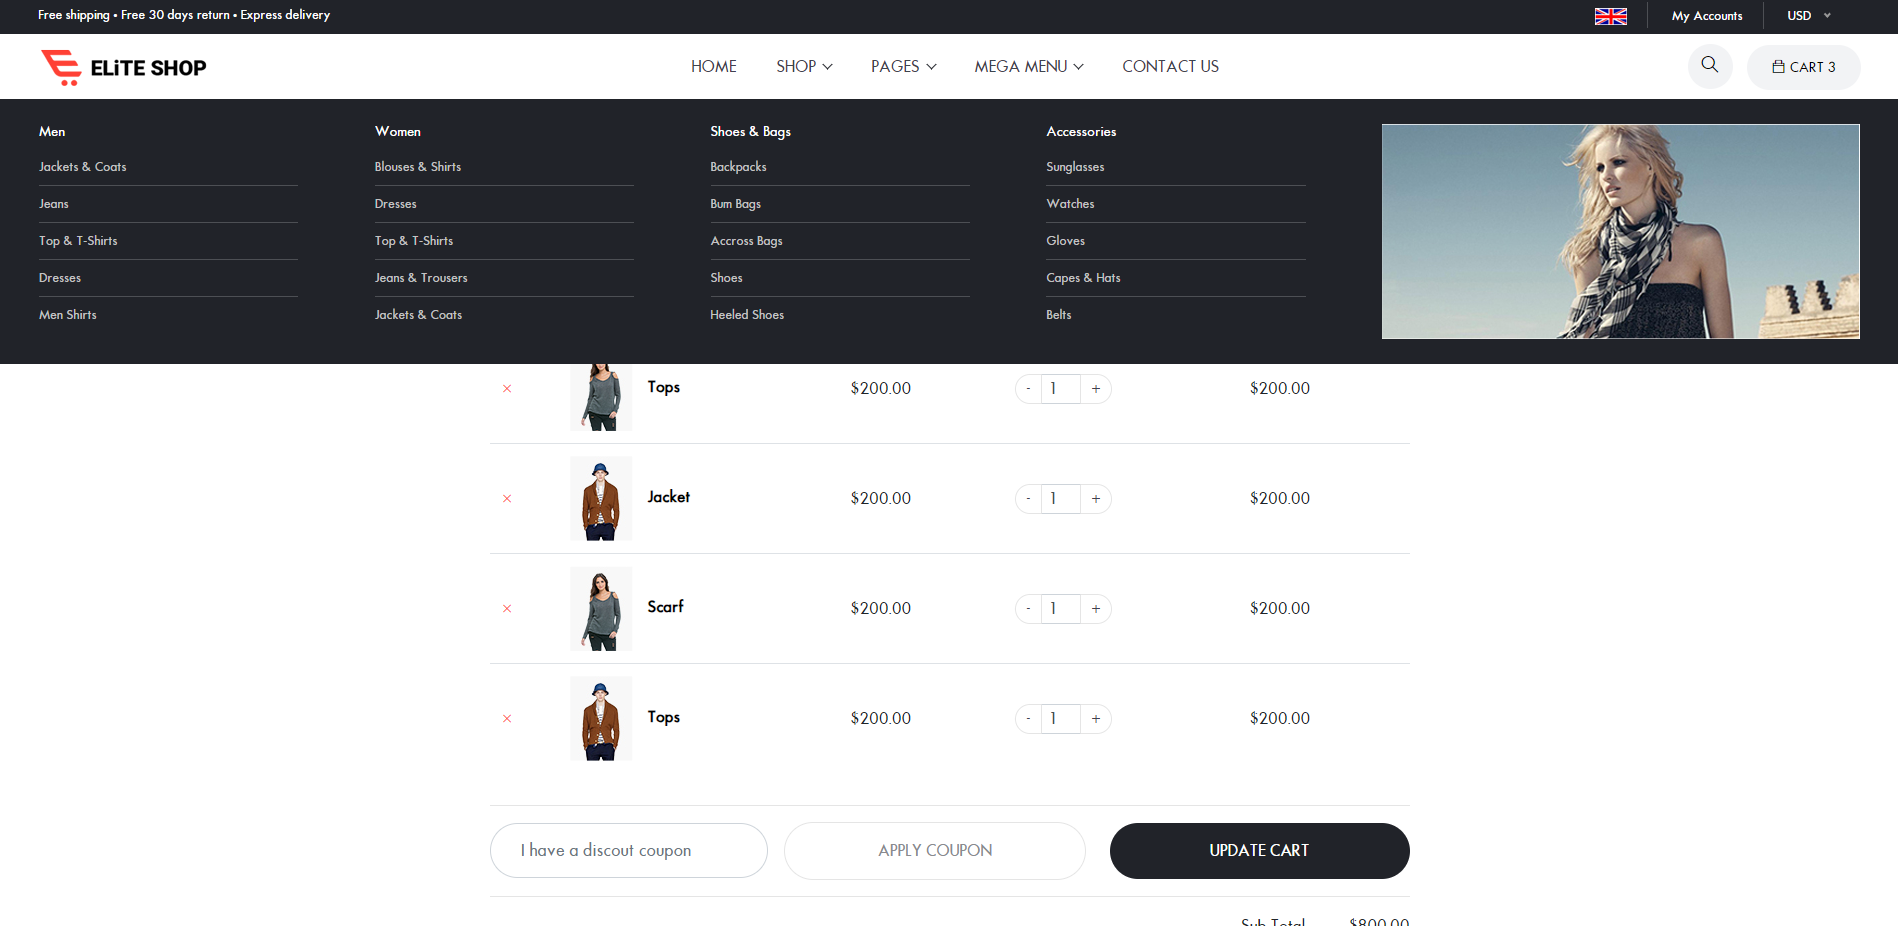 Free shipping • Free 30 days return • Express delivery
My Accounts
USD
ELiTE SHOP
HOME
SHOP
PAGES
MEGA MENU
CONTACT US
CART 3
Men
Jackets & Coats
Jeans
Top & T-Shirts
Dresses
Men Shirts
Women
Blouses & Shirts
Dresses
Top & T-Shirts
Jeans & Trousers
Jackets & Coats
Shoes & Bags
Backpacks
Bum Bags
Accross Bags
Shoes
Heeled Shoes
Accessories
Sunglasses
Watches
Gloves
Capes & Hats
Belts
× Tops $200.00 - 1 + $200.00
× Jacket $200.00 - 1 + $200.00
× Scarf $200.00 - 1 + $200.00
× Tops $200.00 - 1 + $200.00
I have a discout coupon
APPLY COUPON
UPDATE CART
Sub Total $800.00